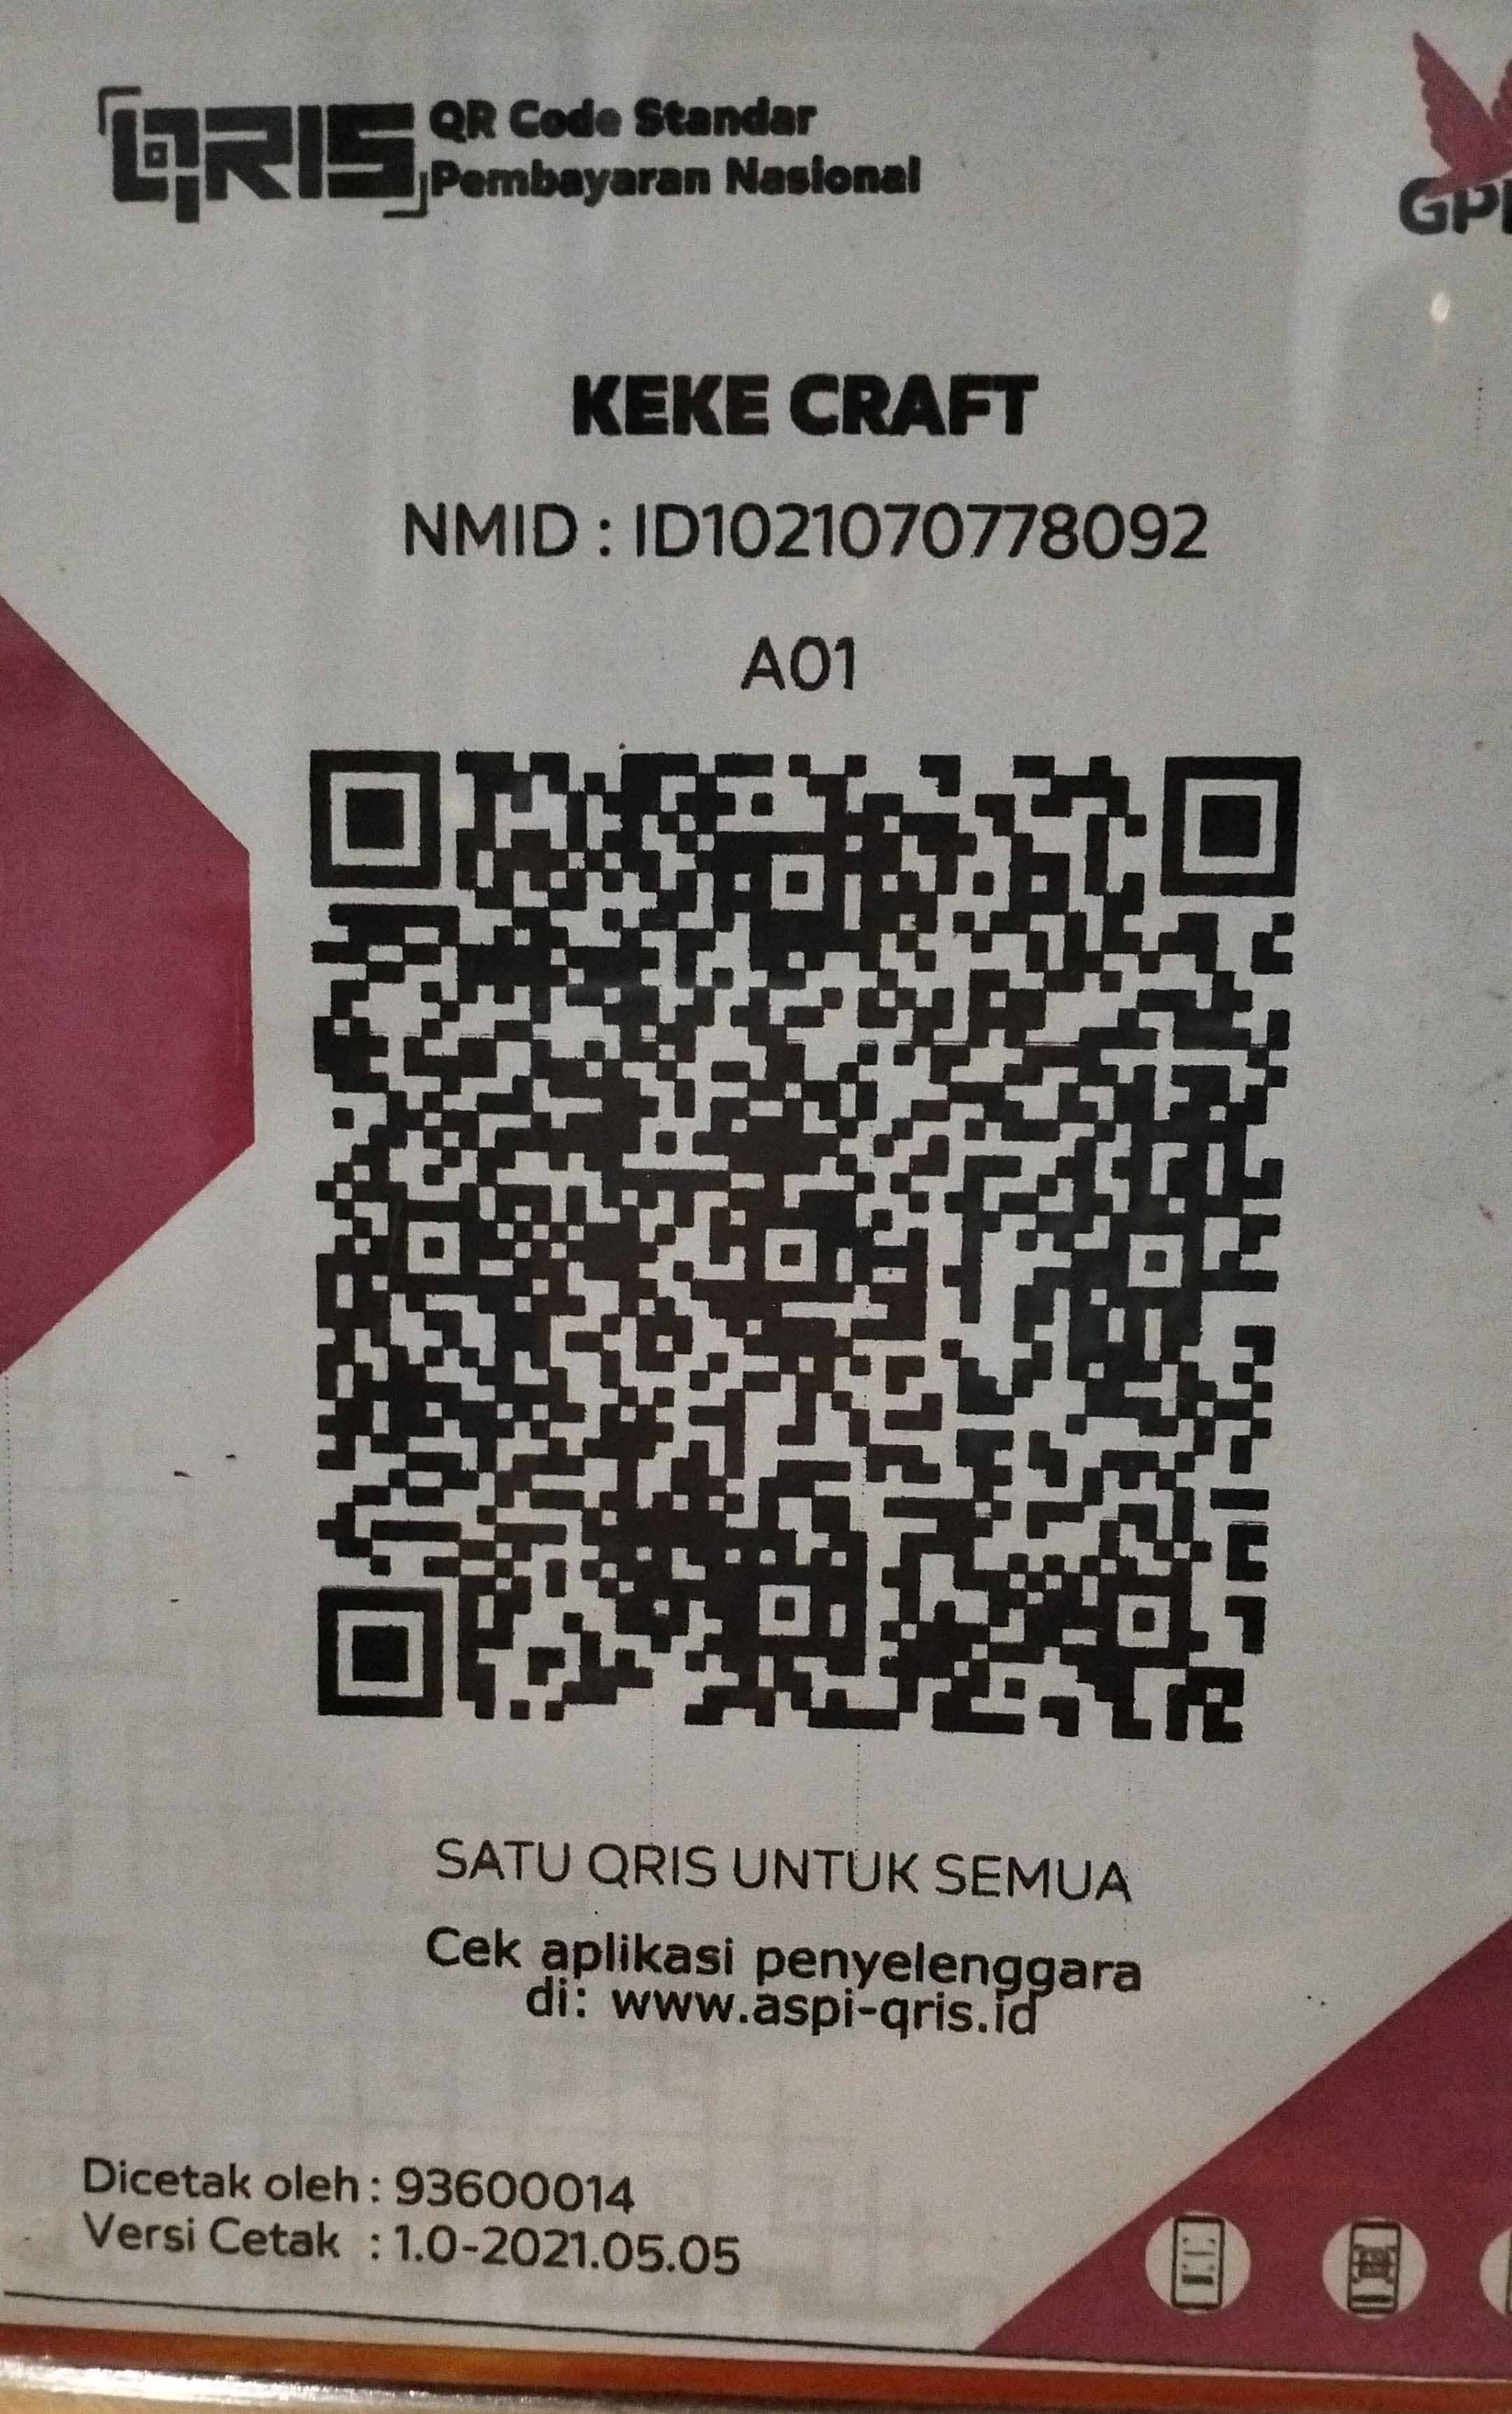 QRIS QR Code Standar
Pembayaran Nasional
GP
KEKE CRAFT
NMID : ID1021070778092
A01
SATU QRIS UNTUK SEMUA
Cek aplikasi penyelenggara
di: www.aspi-qris.id
Dicetak oleh : 93600014
Versi Cetak : 1.0-2021.05.05